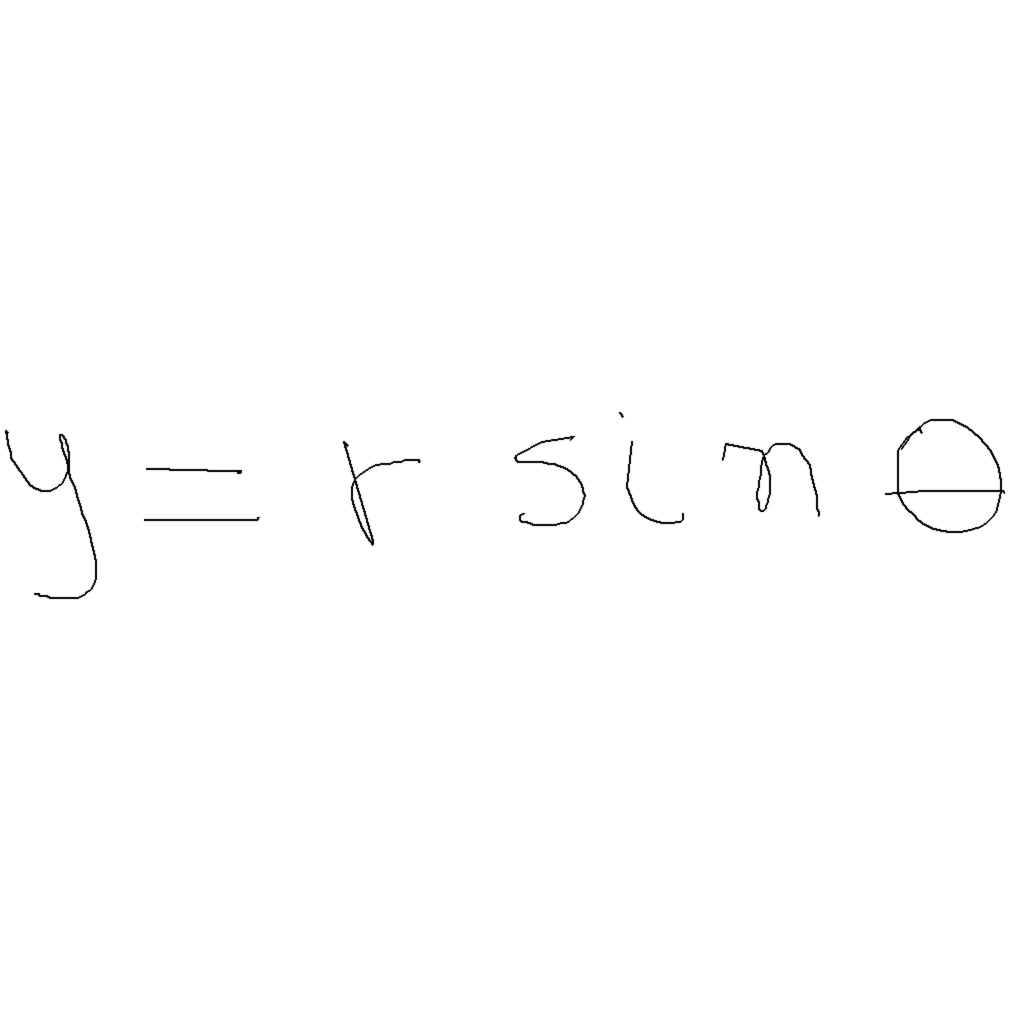 y = r sin θ